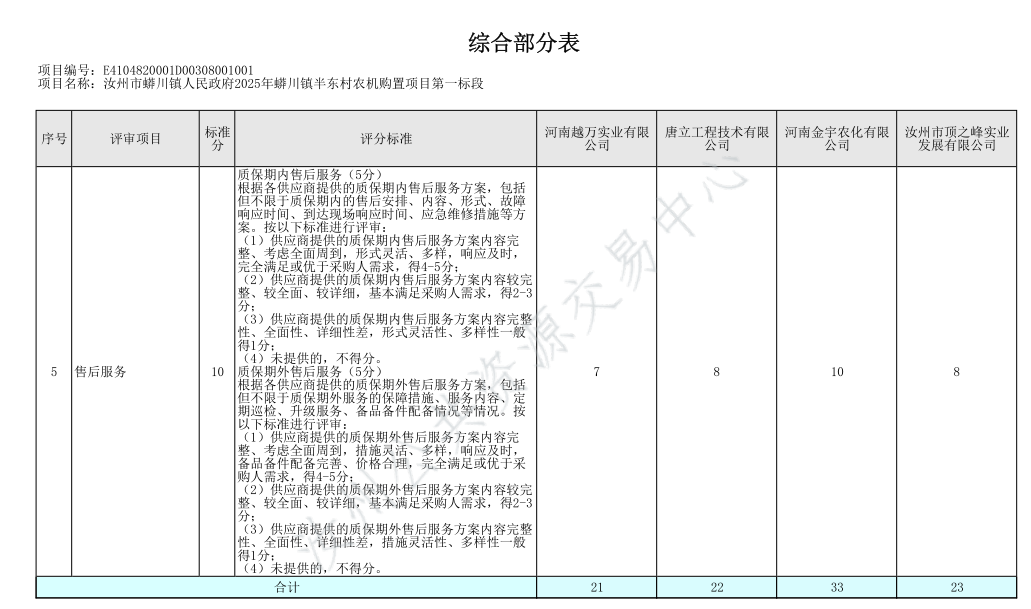 综合部分表
项目编号：E4104820001D00308001001
项目名称：汝州市蟒川镇人民政府2025年蟒川镇半东村农机购置项目第一标段
序号 评审项目 标准分 评分标准 河南越万实业有限公司 唐立工程技术有限公司 河南金宇农化有限公司 汝州市顶之峰实业发展有限公司
质保期内售后服务（5分）
根据各供应商提供的质保期内售后服务方案，包括
但不限于质保期内的售后安排、内容、形式、故障
响应时间、到达现场响应时间、应急维修措施等方
案。按以下标准进行评审：
（1）供应商提供的质保期内售后服务方案内容完
整、考虑全面周到，形式灵活、多样，响应及时，
完全满足或优于采购人需求，得4-5分；
（2）供应商提供的质保期内售后服务方案内容较完
整、较全面、较详细，基本满足采购人需求，得2-3
分；
（3）供应商提供的质保期内售后服务方案内容完整
性、全面性、详细性差，形式灵活性、多样性一般
得1分；
（4）未提供的，不得分。
5 售后服务 10 质保期外售后服务（5分） 7 8 10 8
根据各供应商提供的质保期外售后服务方案，包括
但不限于质保期外服务的保障措施、服务内容、定
期巡检、升级服务、备品备件配备情况等情况。按
以下标准进行评审：
（1）供应商提供的质保期外售后服务方案内容完
整、考虑全面周到，措施灵活、多样，响应及时，
备品备件配备完善、价格合理，完全满足或优于采
购人需求，得4-5分；
（2）供应商提供的质保期外售后服务方案内容较完
整、较全面、较详细，基本满足采购人需求，得2-3
分；
（3）供应商提供的质保期外售后服务方案内容完整
性、全面性、详细性差，措施灵活性、多样性一般
得1分；
（4）未提供的，不得分。
合计 21 22 33 23
汝州公共资源交易中心